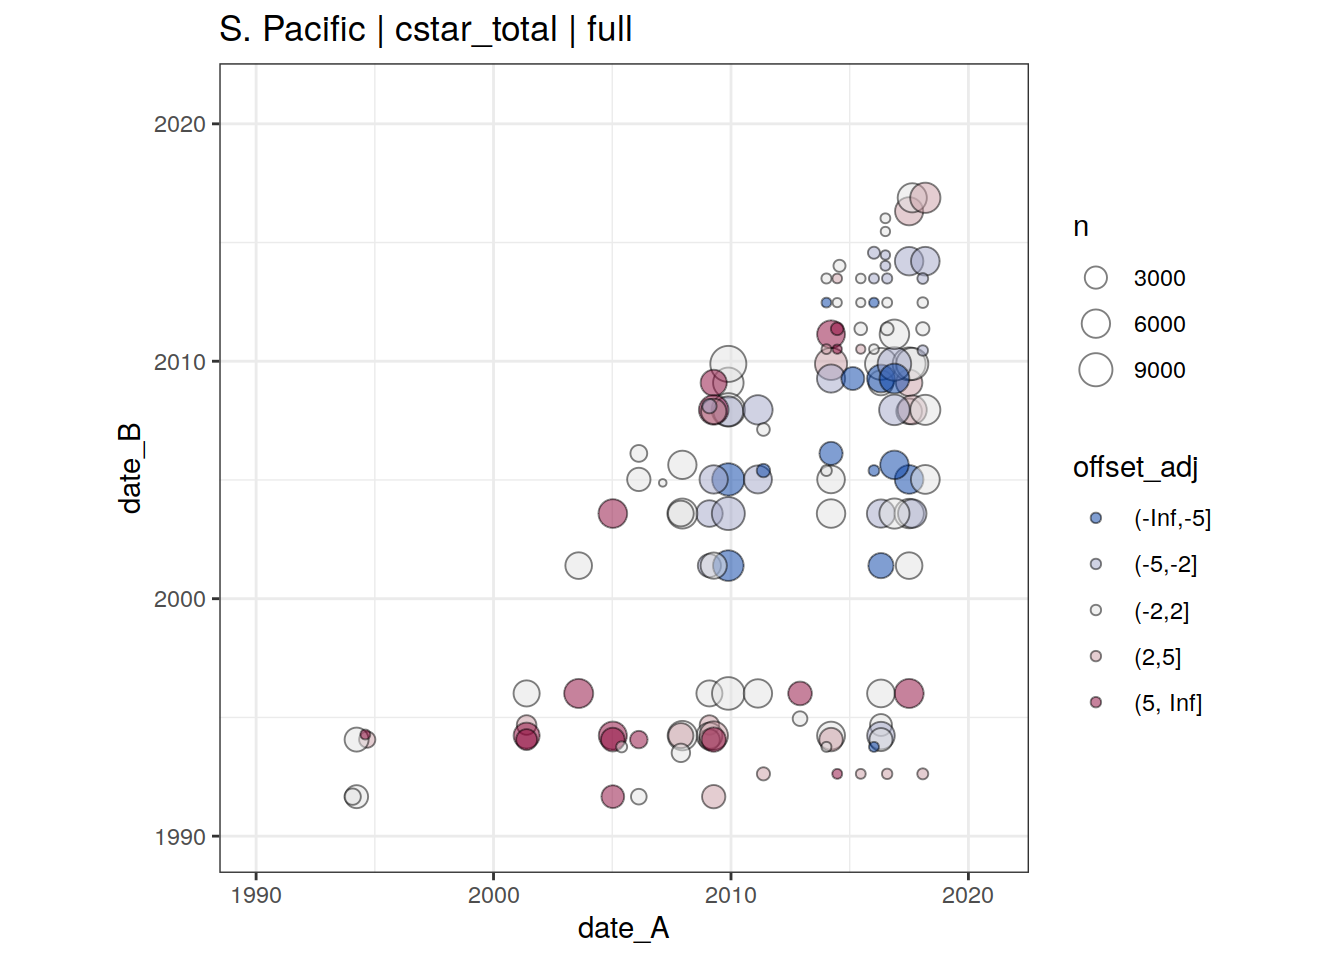 S. Pacific | cstar_total | full
date_B
2020
2010
2000
1990
1990 2000 2010 2020
date_A
n
3000
6000
9000
offset_adj
(-Inf,-5]
(-5,-2]
(-2,2]
(2,5]
(5, Inf]